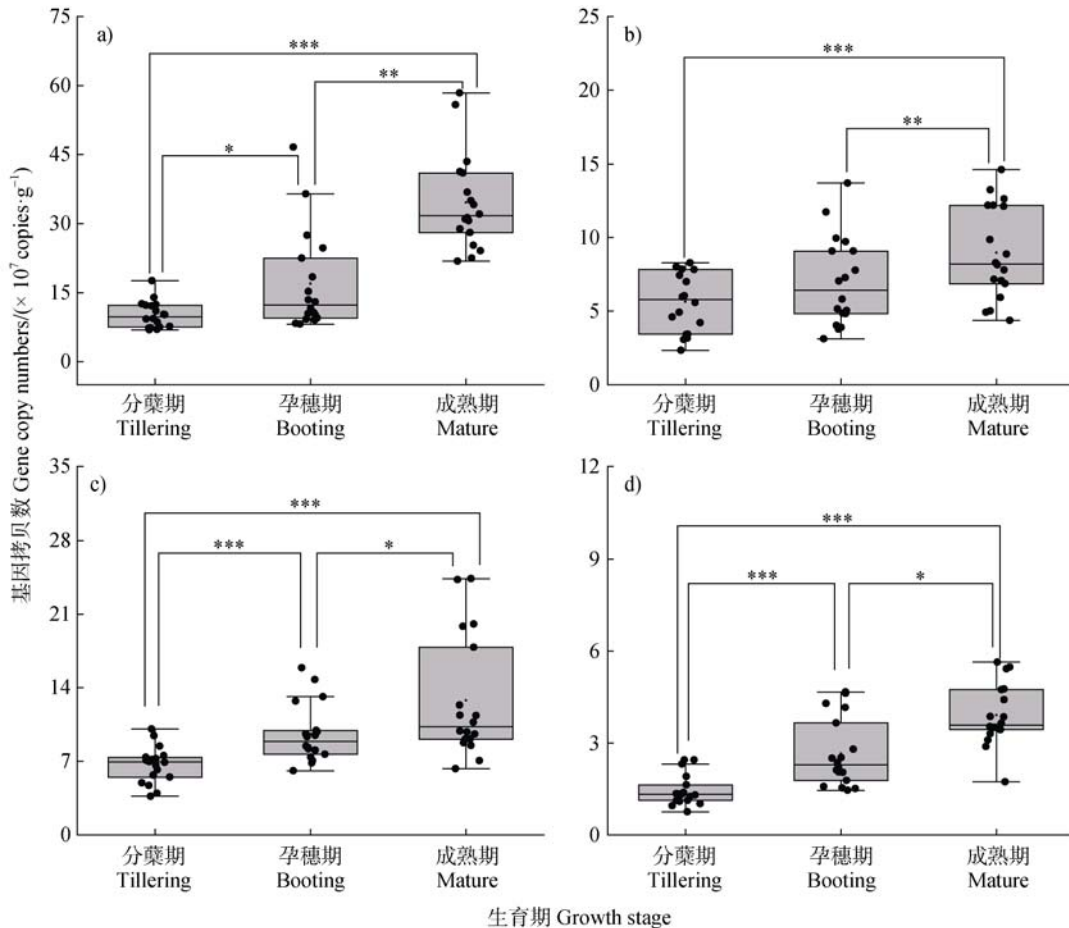 基因拷贝数 Gene copy numbers/(× 10⁷ copies·g⁻¹)
a)
75
60
45
30
15
0
***
**
*
分蘖期
Tillering
孕穗期
Booting
成熟期
Mature
b)
25
20
15
10
5
0
***
**
分蘖期
Tillering
孕穗期
Booting
成熟期
Mature
c)
35
28
21
14
7
0
***
***
*
分蘖期
Tillering
孕穗期
Booting
成熟期
Mature
d)
12
9
6
3
0
***
***
*
分蘖期
Tillering
孕穗期
Booting
成熟期
Mature
生育期 Growth stage